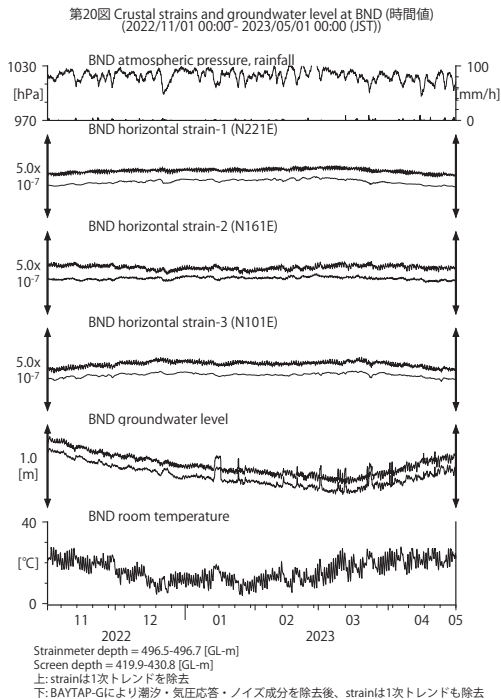 第20図 Crustal strains and groundwater level at BND (時間値)
(2022/11/01 00:00 - 2023/05/01 00:00 (JST))
BND atmospheric pressure, rainfall
1030
[hPa]
970
100
[mm/h]
0
BND horizontal strain-1 (N221E)
5.0x
10⁻⁷
BND horizontal strain-2 (N161E)
5.0x
10⁻⁷
BND horizontal strain-3 (N101E)
5.0x
10⁻⁷
BND groundwater level
1.0
[m]
BND room temperature
40
[℃]
0
11 12 01 02 03 04 05
2022 2023
Strainmeter depth = 496.5-496.7 [GL-m]
Screen depth = 419.9-430.8 [GL-m]
上: strainは1次トレンドを除去
下: BAYTAP-Gにより潮汐・気圧応答・ノイズ成分を除去後、strainは1次トレンドも除去